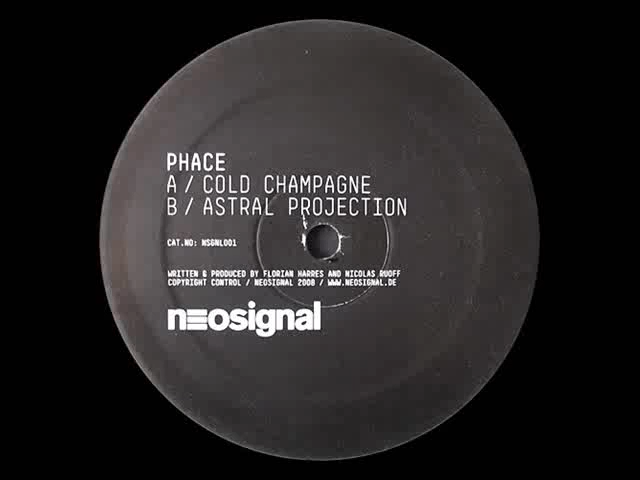 PHACE
A / COLD CHAMPAGNE
B / ASTRAL PROJECTION
CAT.NO: NSGNL001
WRITTEN & PRODUCED BY FLORIAN HARRES AND NICOLAS RUOFF
COPYRIGHT CONTROL / NEOSIGNAL 2008 / WWW.NEOSIGNAL.DE
neosignal